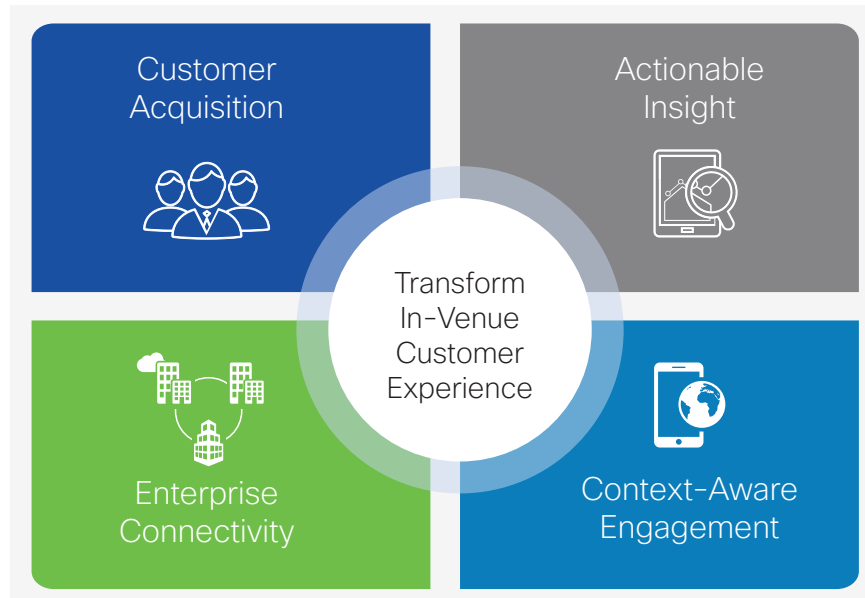 Customer
Acquisition
Actionable
Insight
Transform
In-Venue
Customer
Experience
Enterprise
Connectivity
Context-Aware
Engagement